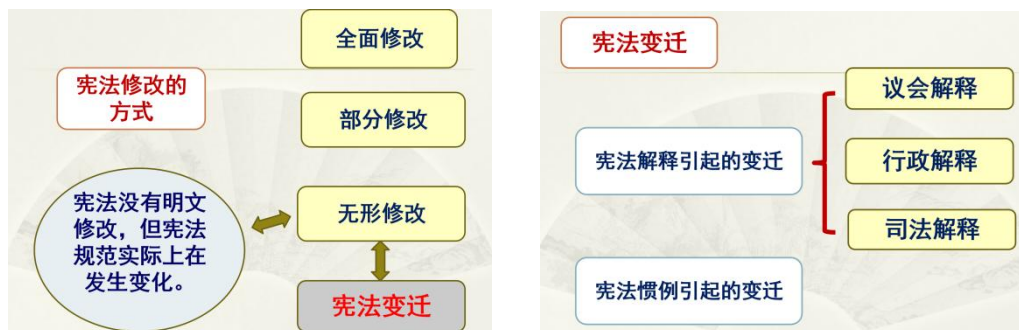 全面修改
宪法修改的
方式
部分修改
宪法没有明文
修改，但宪法
规范实际上在
发生变化。
无形修改
宪法变迁
宪法变迁
议会解释
宪法解释引起的变迁
行政解释
司法解释
宪法惯例引起的变迁